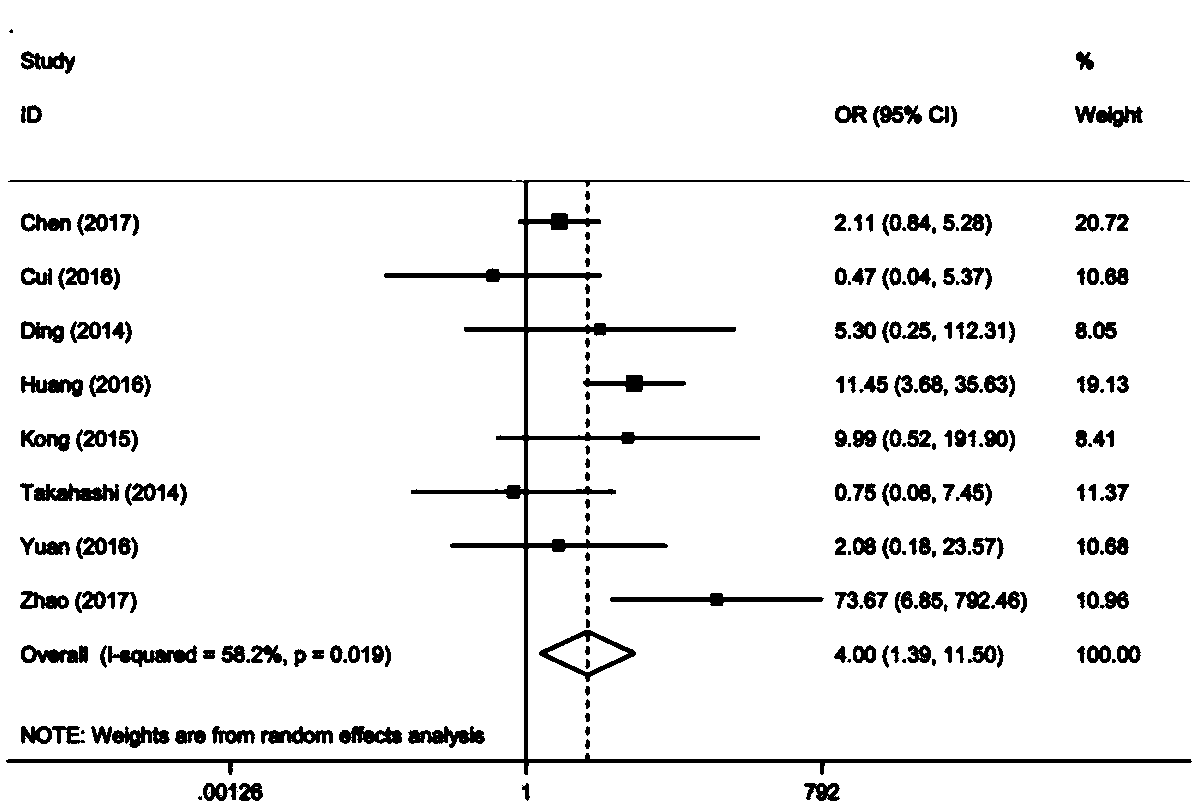 Study %
ID OR (95% CI) Weight
Chen (2017) 2.11 (0.84, 5.28) 20.72
Cui (2016) 0.47 (0.04, 5.37) 10.68
Ding (2014) 5.30 (0.25, 112.31) 8.05
Huang (2016) 11.45 (3.68, 35.63) 19.13
Kong (2015) 9.99 (0.52, 191.90) 8.41
Takahashi (2014) 0.75 (0.08, 7.45) 11.37
Yuan (2016) 2.08 (0.18, 23.57) 10.68
Zhao (2017) 73.67 (6.85, 792.46) 10.96
Overall (I-squared = 58.2%, p = 0.019) 4.00 (1.39, 11.50) 100.00
NOTE: Weights are from random effects analysis
.00126 1 792